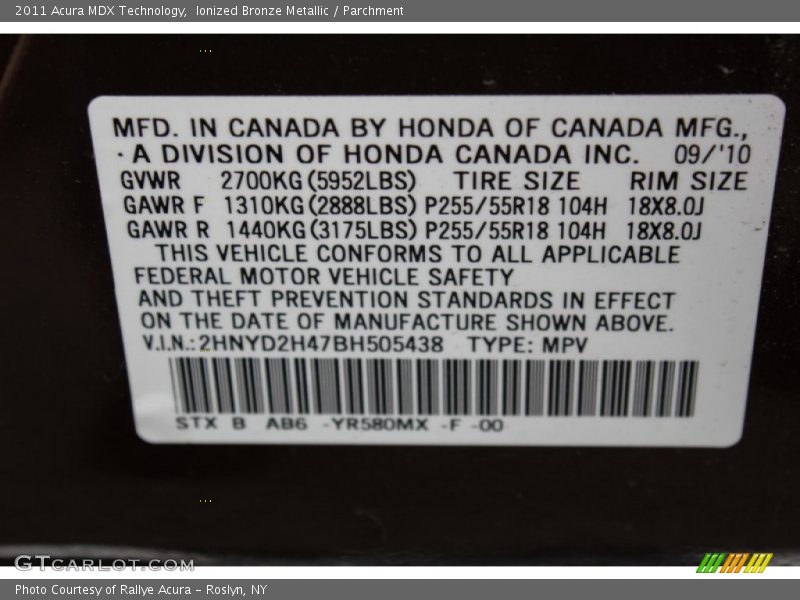 2011 Acura MDX Technology,  Ionized Bronze Metallic / Parchment
MFD. IN CANADA BY HONDA OF CANADA MFG.,
A DIVISION OF HONDA CANADA INC. 09/'10
GVWR 2700KG(5952LBS) TIRE SIZE RIM SIZE
GAWR F 1310KG(2888LBS) P255/55R18 104H 18X8.0J
GAWR R 1440KG(3175LBS) P255/55R18 104H 18X8.0J
THIS VEHICLE CONFORMS TO ALL APPLICABLE
FEDERAL MOTOR VEHICLE SAFETY
AND THEFT PREVENTION STANDARDS IN EFFECT
ON THE DATE OF MANUFACTURE SHOWN ABOVE.
V.I.N.: 2HNYD2H47BH505438 TYPE: MPV
STX B AB6 -YR580MX -F -00
GTCARLOT.COM
Photo Courtesy of Rallye Acura – Roslyn, NY